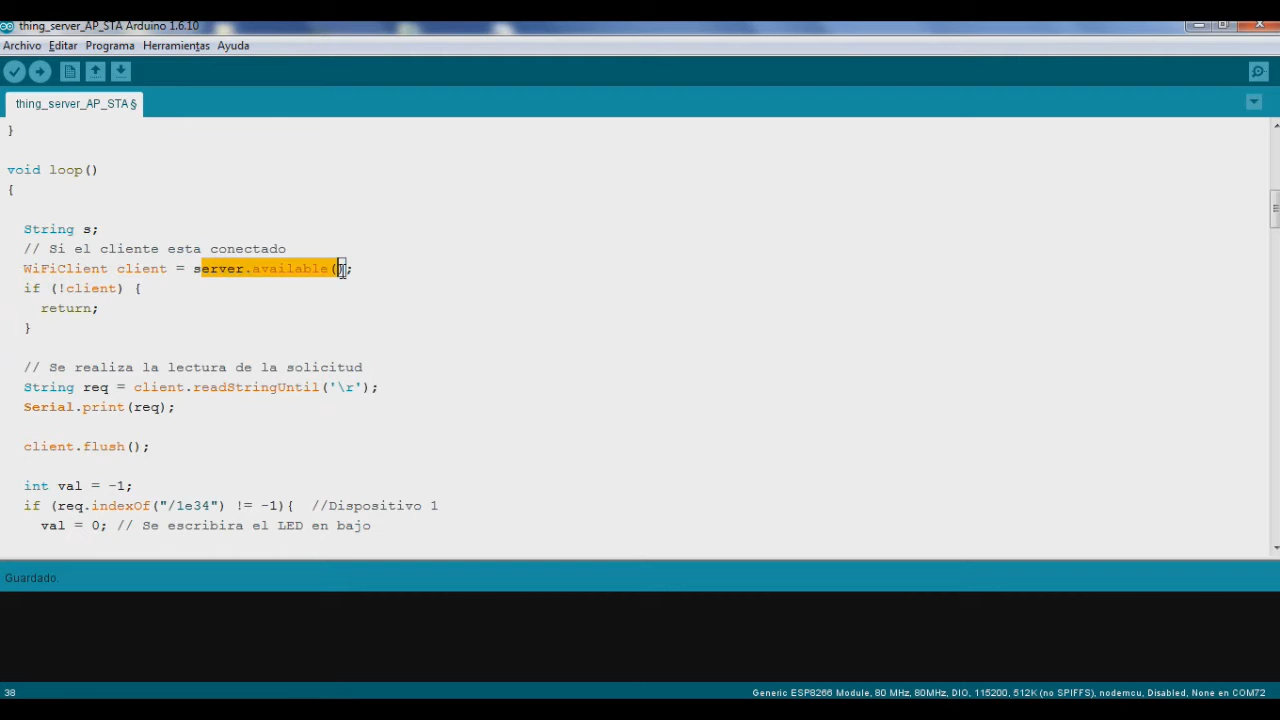 thing_server_AP_STA Arduino 1.6.10
Archivo Editar Programa Herramientas Ayuda
thing_server_AP_STA §
}
void loop()
{
String s;
// Si el cliente esta conectado
WiFiClient client = server.available();
if (!client) {
return;
}
// Se realiza la lectura de la solicitud
String req = client.readStringUntil('\r');
Serial.print(req);
client.flush();
int val = -1;
if (req.indexOf("/1e34") != -1){ //Dispositivo 1
val = 0; // Se escribira el LED en bajo
Guardado.
38 Generic ESP8266 Module, 80 MHz, 80MHz, DIO, 115200, 512K (no SPIFFS), nodemcu, Disabled, None en COM72